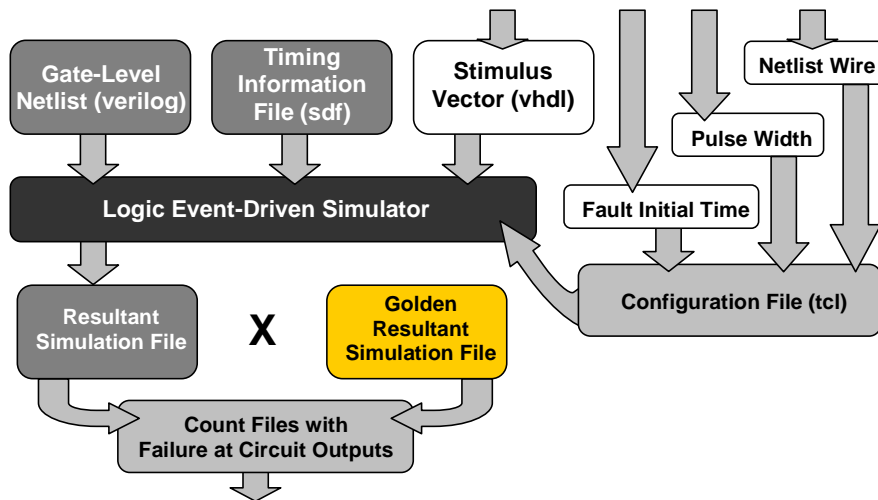 Gate-Level
Netlist (verilog)
Timing
Information
File (sdf)
Stimulus
Vector (vhdl)
Netlist Wire
Pulse Width
Fault Initial Time
Logic Event-Driven Simulator
Configuration File (tcl)
Resultant
Simulation File
X
Golden
Resultant
Simulation File
Count Files with
Failure at Circuit Outputs